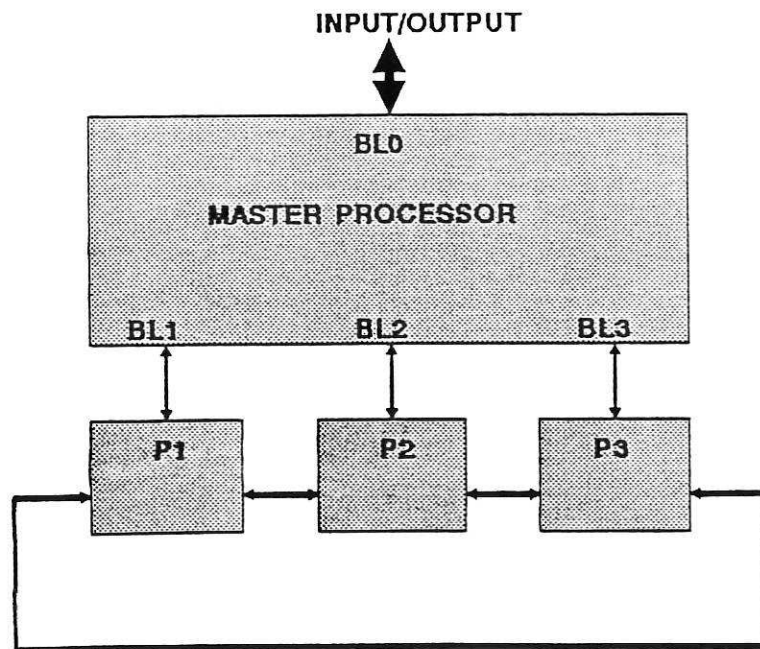 INPUT/OUTPUT
BL0
MASTER PROCESSOR
BL1 BL2 BL3
P1 P2 P3